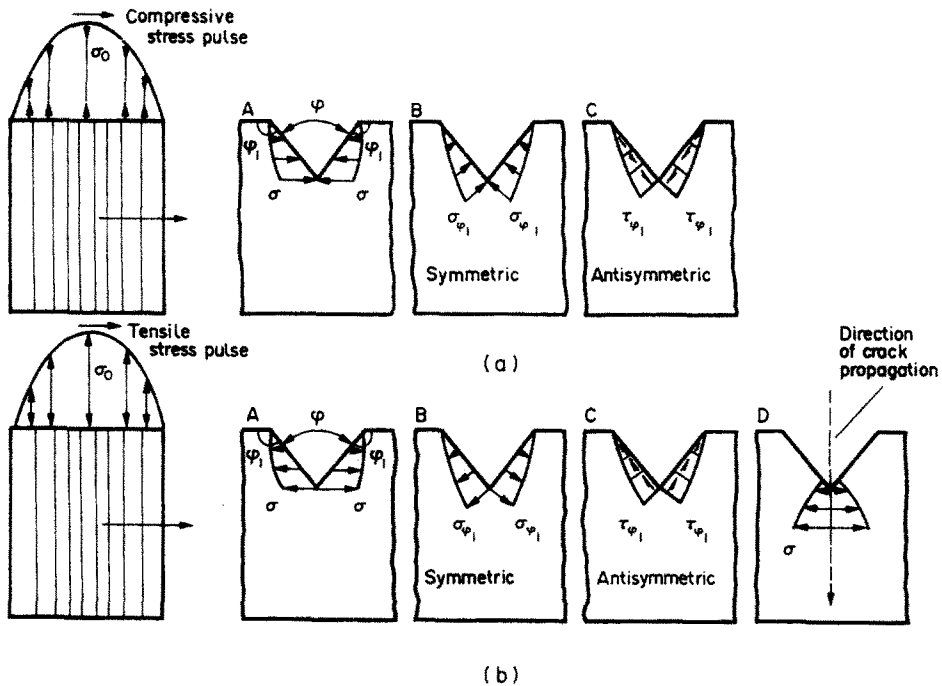 Compressive
stress pulse
σ₀
A
φ
φ₁
φ₁
σ
σ
B
σφ₁
σφ₁
Symmetric
C
τφ₁
τφ₁
Antisymmetric
(a)
Tensile
stress pulse
σ₀
A
φ
φ₁
φ₁
σ
σ
B
σφ₁
σφ₁
Symmetric
C
τφ₁
τφ₁
Antisymmetric
Direction
of crack
propagation
D
σ
(b)